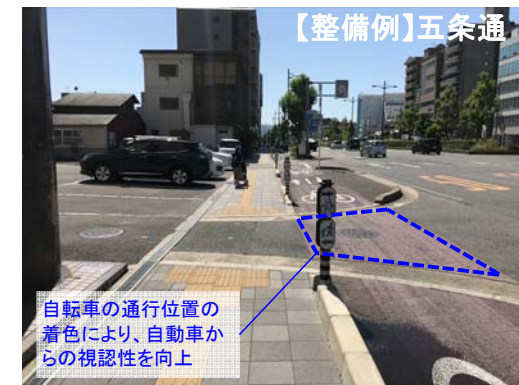 【整備例】五条通
自転車の通行位置の
着色により、自動車か
らの視認性を向上